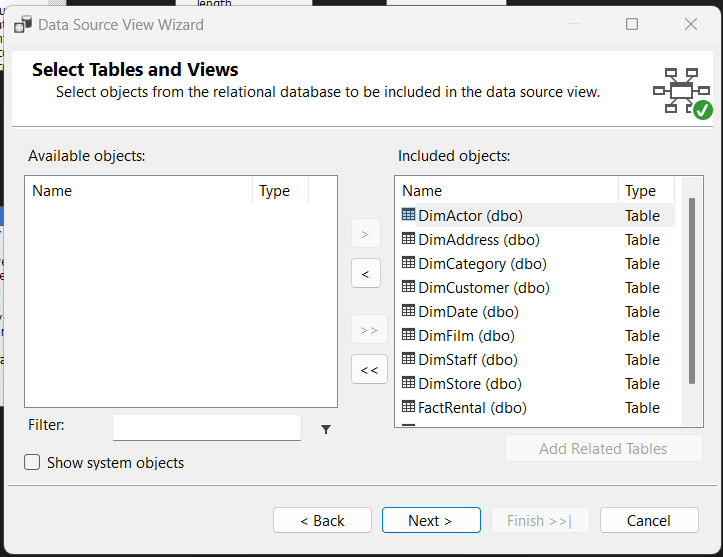 length
Data Source View Wizard
Select Tables and Views
Select objects from the relational database to be included in the data source view.
Available objects:
Name Type
Included objects:
Name Type
DimActor (dbo) Table
DimAddress (dbo) Table
DimCategory (dbo) Table
DimCustomer (dbo) Table
DimDate (dbo) Table
DimFilm (dbo) Table
DimStaff (dbo) Table
DimStore (dbo) Table
FactRental (dbo) Table
>
<
>>
<<
Filter:
Show system objects
Add Related Tables
< Back Next > Finish >>| Cancel